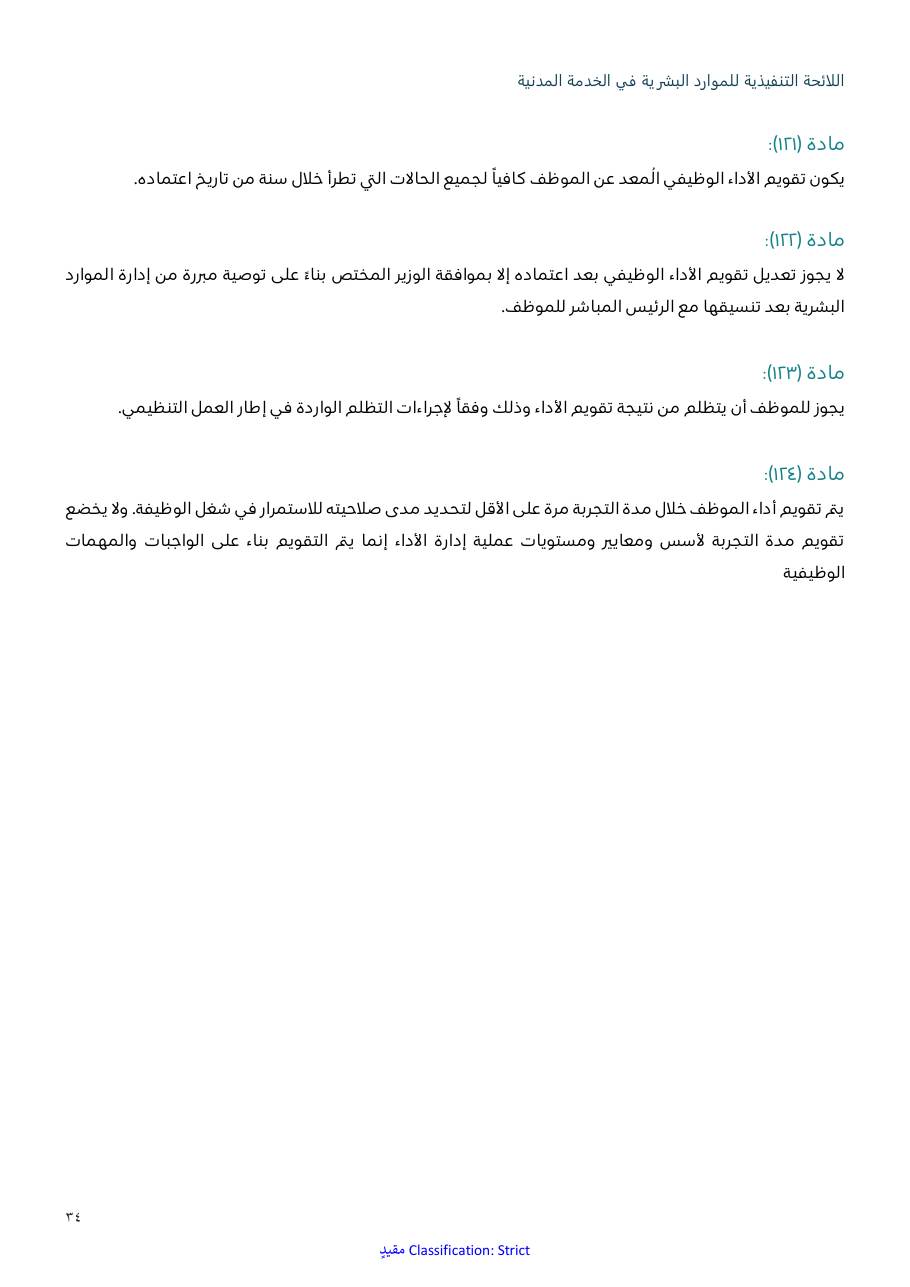 اللائحة التنفيذية للموارد البشرية في الخدمة المدنية
مادة (١٢١):
يكون تقويم الأداء الوظيفي الُمعد عن الموظف كافياً لجميع الحالات التي تطرأ خلال سنة من تاريخ اعتماده.
مادة (١٢٢):
لا يجوز تعديل تقويم الأداء الوظيفي بعد اعتماده إلا بموافقة الوزير المختص بناءً على توصية مبررة من إدارة الموارد
البشرية بعد تنسيقها مع الرئيس المباشر للموظف.
مادة (١٢٣):
يجوز للموظف أن يتظلم من نتيجة تقويم الأداء وذلك وفقاً لإجراءات التظلم الواردة في إطار العمل التنظيمي.
مادة (١٢٤):
يتم تقويم أداء الموظف خلال مدة التجربة مرة على الأقل لتحديد مدى صلاحيته للاستمرار في شغل الوظيفة. ولا يخضع
تقويم مدة التجربة لأسس ومعايير ومستويات عملية إدارة الأداء إنما يتم التقويم بناء على الواجبات والمهمات
الوظيفية
٣٤
مقيدٍ Classification: Strict